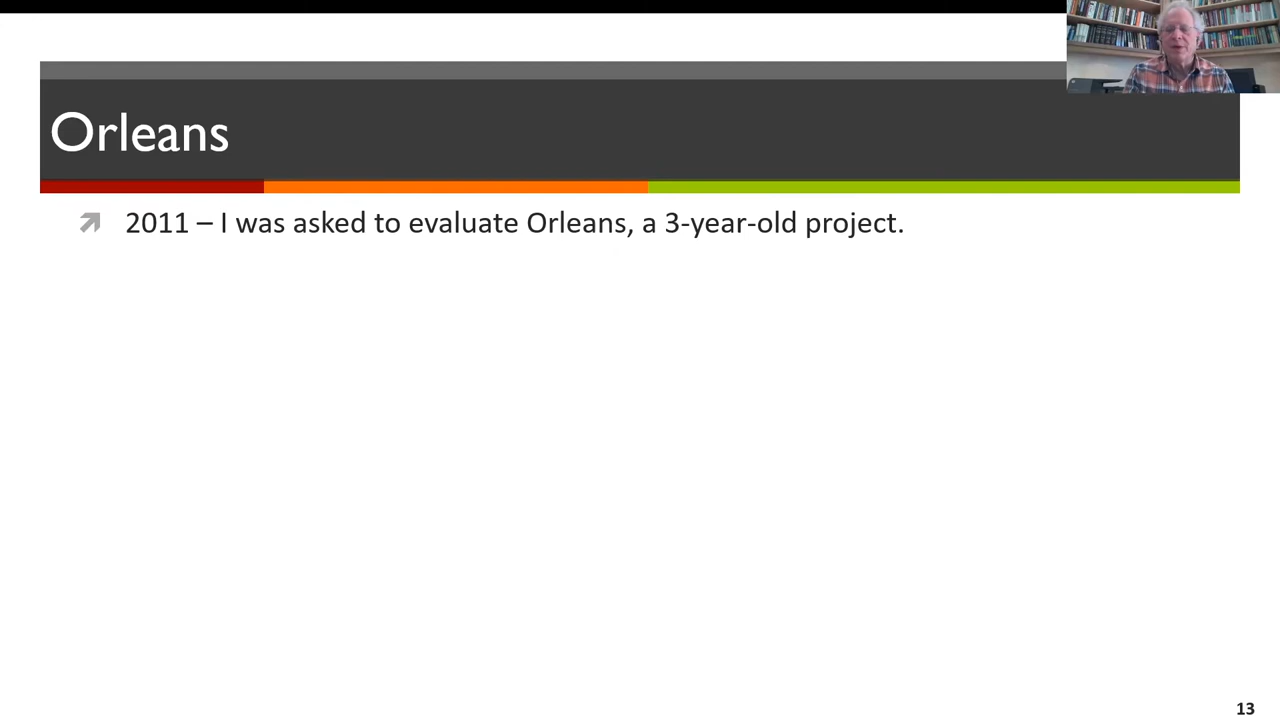 Orleans
2011 – I was asked to evaluate Orleans, a 3-year-old project.
13